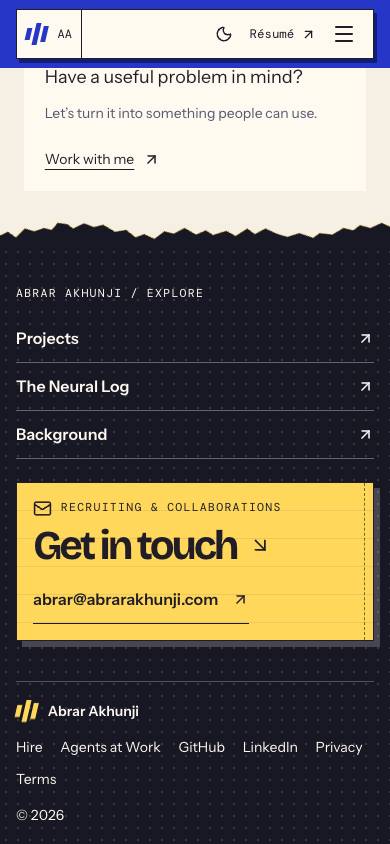 AA
Résumé
Have a useful problem in mind?
Let’s turn it into something people can use.
Work with me
ABRAR AKHUNJI / EXPLORE
Projects
The Neural Log
Background
RECRUITING & COLLABORATIONS
Get in touch
abrar@abrarakhunji.com
Abrar Akhunji
Hire Agents at Work GitHub LinkedIn Privacy
Terms
© 2026